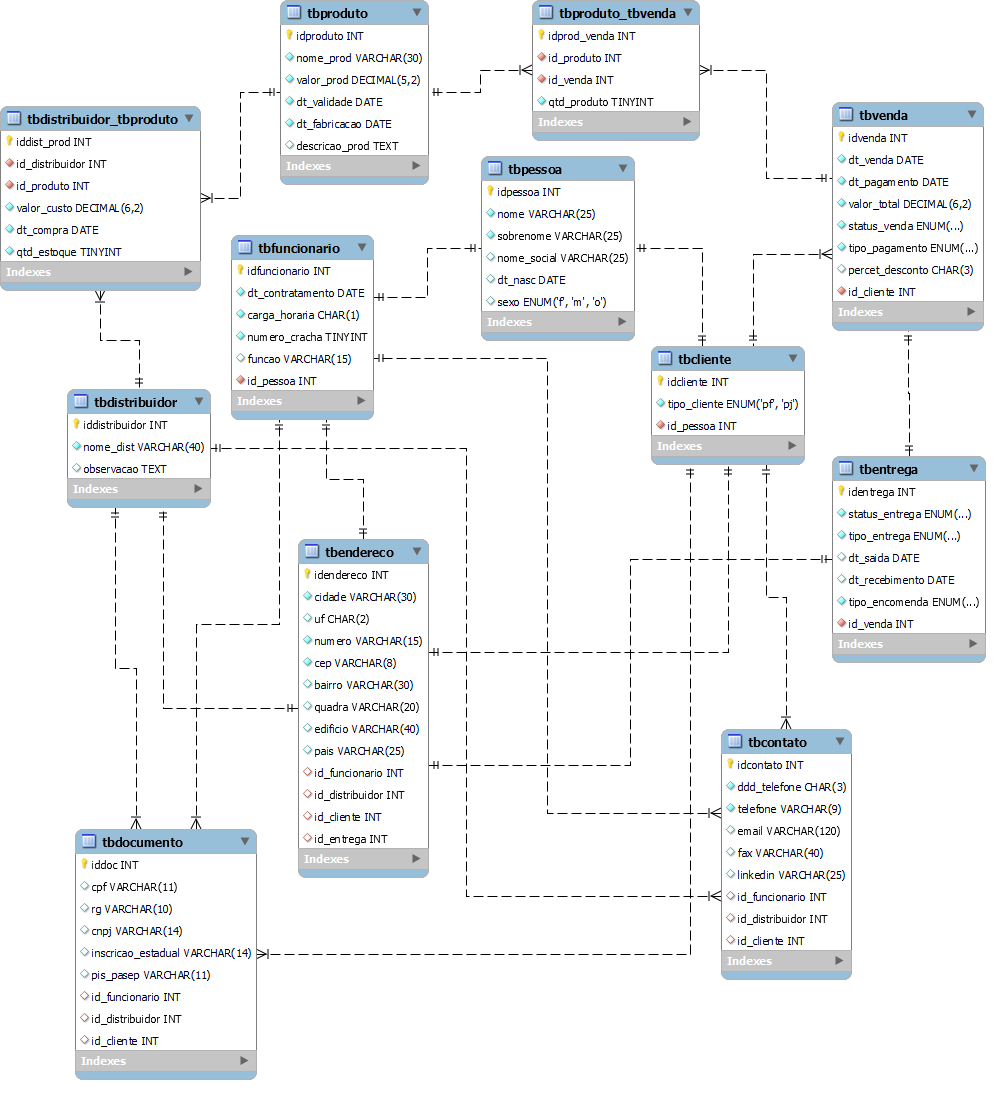 tbproduto
idproduto INT
nome_prod VARCHAR(30)
valor_prod DECIMAL(5,2)
dt_validade DATE
dt_fabricacao DATE
descricao_prod TEXT
Indexes
tbproduto_tbvenda
idprod_venda INT
id_produto INT
id_venda INT
qtd_produto TINYINT
Indexes
tbdistribuidor_tbproduto
iddist_prod INT
id_distribuidor INT
id_produto INT
valor_custo DECIMAL(6,2)
dt_compra DATE
qtd_estoque TINYINT
Indexes
tbvenda
idvenda INT
dt_venda DATE
dt_pagamento DATE
valor_total DECIMAL(6,2)
status_venda ENUM(...)
tipo_pagamento ENUM(...)
percet_desconto CHAR(3)
id_cliente INT
Indexes
tbpessoa
idpessoa INT
nome VARCHAR(25)
sobrenome VARCHAR(25)
nome_social VARCHAR(25)
dt_nasc DATE
sexo ENUM('f', 'm', 'o')
Indexes
tbfuncionario
idfuncionario INT
dt_contratamento DATE
carga_horaria CHAR(1)
numero_cracha TINYINT
funcao VARCHAR(15)
id_pessoa INT
Indexes
tbcliente
idcliente INT
tipo_cliente ENUM('pf', 'pj')
id_pessoa INT
Indexes
tbdistribuidor
iddistribuidor INT
nome_dist VARCHAR(40)
observacao TEXT
Indexes
tbentrega
identrega INT
status_entrega ENUM(...)
tipo_entrega ENUM(...)
dt_saida DATE
dt_recebimento DATE
tipo_encomenda ENUM(...)
id_venda INT
Indexes
tbendereco
idendereco INT
cidade VARCHAR(30)
uf CHAR(2)
numero VARCHAR(15)
cep VARCHAR(8)
bairro VARCHAR(30)
quadra VARCHAR(20)
edificio VARCHAR(40)
pais VARCHAR(25)
id_funcionario INT
id_distribuidor INT
id_cliente INT
id_entrega INT
Indexes
tbcontato
idcontato INT
ddd_telefone CHAR(3)
telefone VARCHAR(9)
email VARCHAR(120)
fax VARCHAR(40)
linkedin VARCHAR(25)
id_funcionario INT
id_distribuidor INT
id_cliente INT
Indexes
tbdocumento
iddoc INT
cpf VARCHAR(11)
rg VARCHAR(10)
cnpj VARCHAR(14)
inscricao_estadual VARCHAR(14)
pis_pasep VARCHAR(11)
id_funcionario INT
id_distribuidor INT
id_cliente INT
Indexes